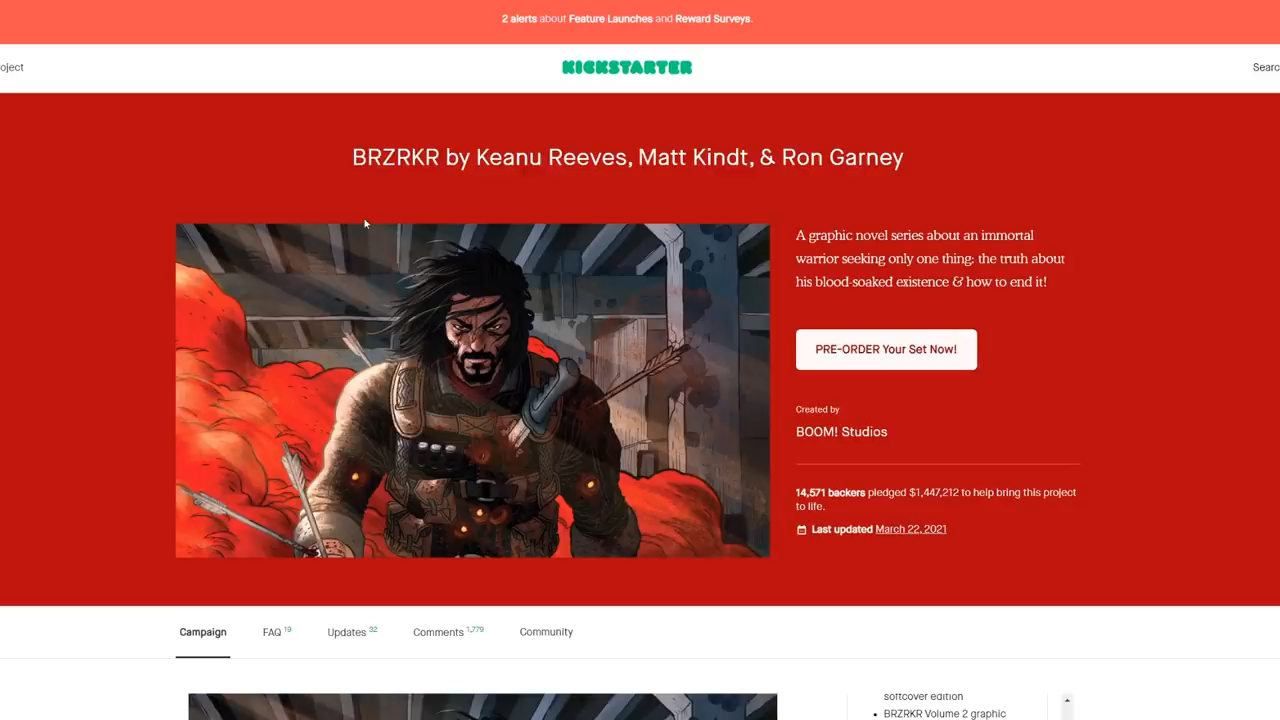 2 alerts about Feature Launches and Reward Surveys.
oject
KICKSTARTER
Searc
BRZRKR by Keanu Reeves, Matt Kindt, & Ron Garney
A graphic novel series about an immortal
warrior seeking only one thing: the truth about
his blood-soaked existence & how to end it!
PRE-ORDER Your Set Now!
Created by
BOOM! Studios
14,571 backers pledged $1,447,212 to help bring this project
to life.
Last updated March 22, 2021
Campaign
FAQ 19
Updates 32
Comments 1,779
Community
softcover edition
• BRZRKR Volume 2 graphic